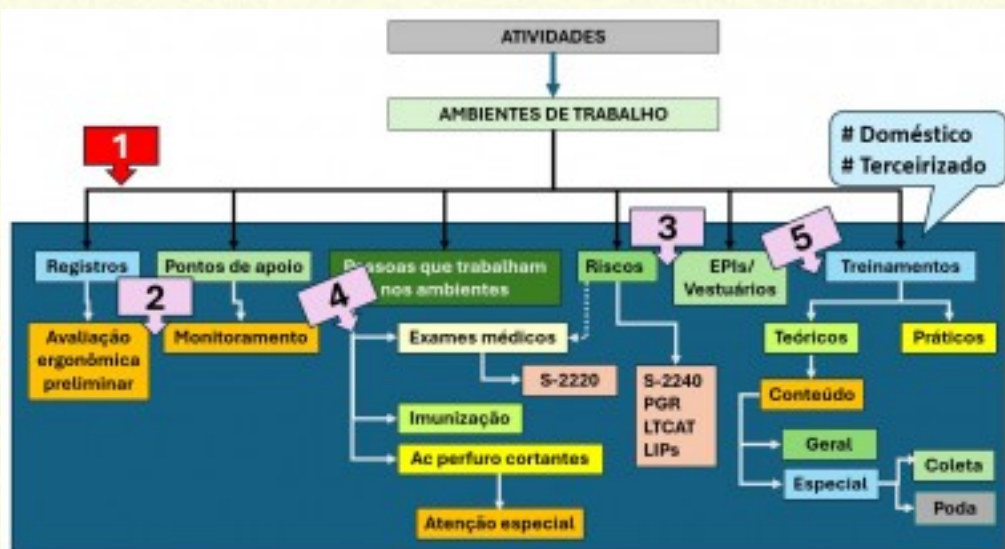 ATIVIDADES
AMBIENTES DE TRABALHO
# Doméstico
# Terceirizado
1
3
5
Registros
Pontos de apoio
Pessoas que trabalham
nos ambientes
Riscos
EPIs/
Vestuários
Treinamentos
2
4
Avaliação
ergonômica
preliminar
Monitoramento
Exames médicos
Teóricos
Práticos
S-2220
S-2240
PGR
LTCAT
LIPs
Conteúdo
Imunização
Geral
Ac perfuro cortantes
Especial
Coleta
Poda
Atenção especial